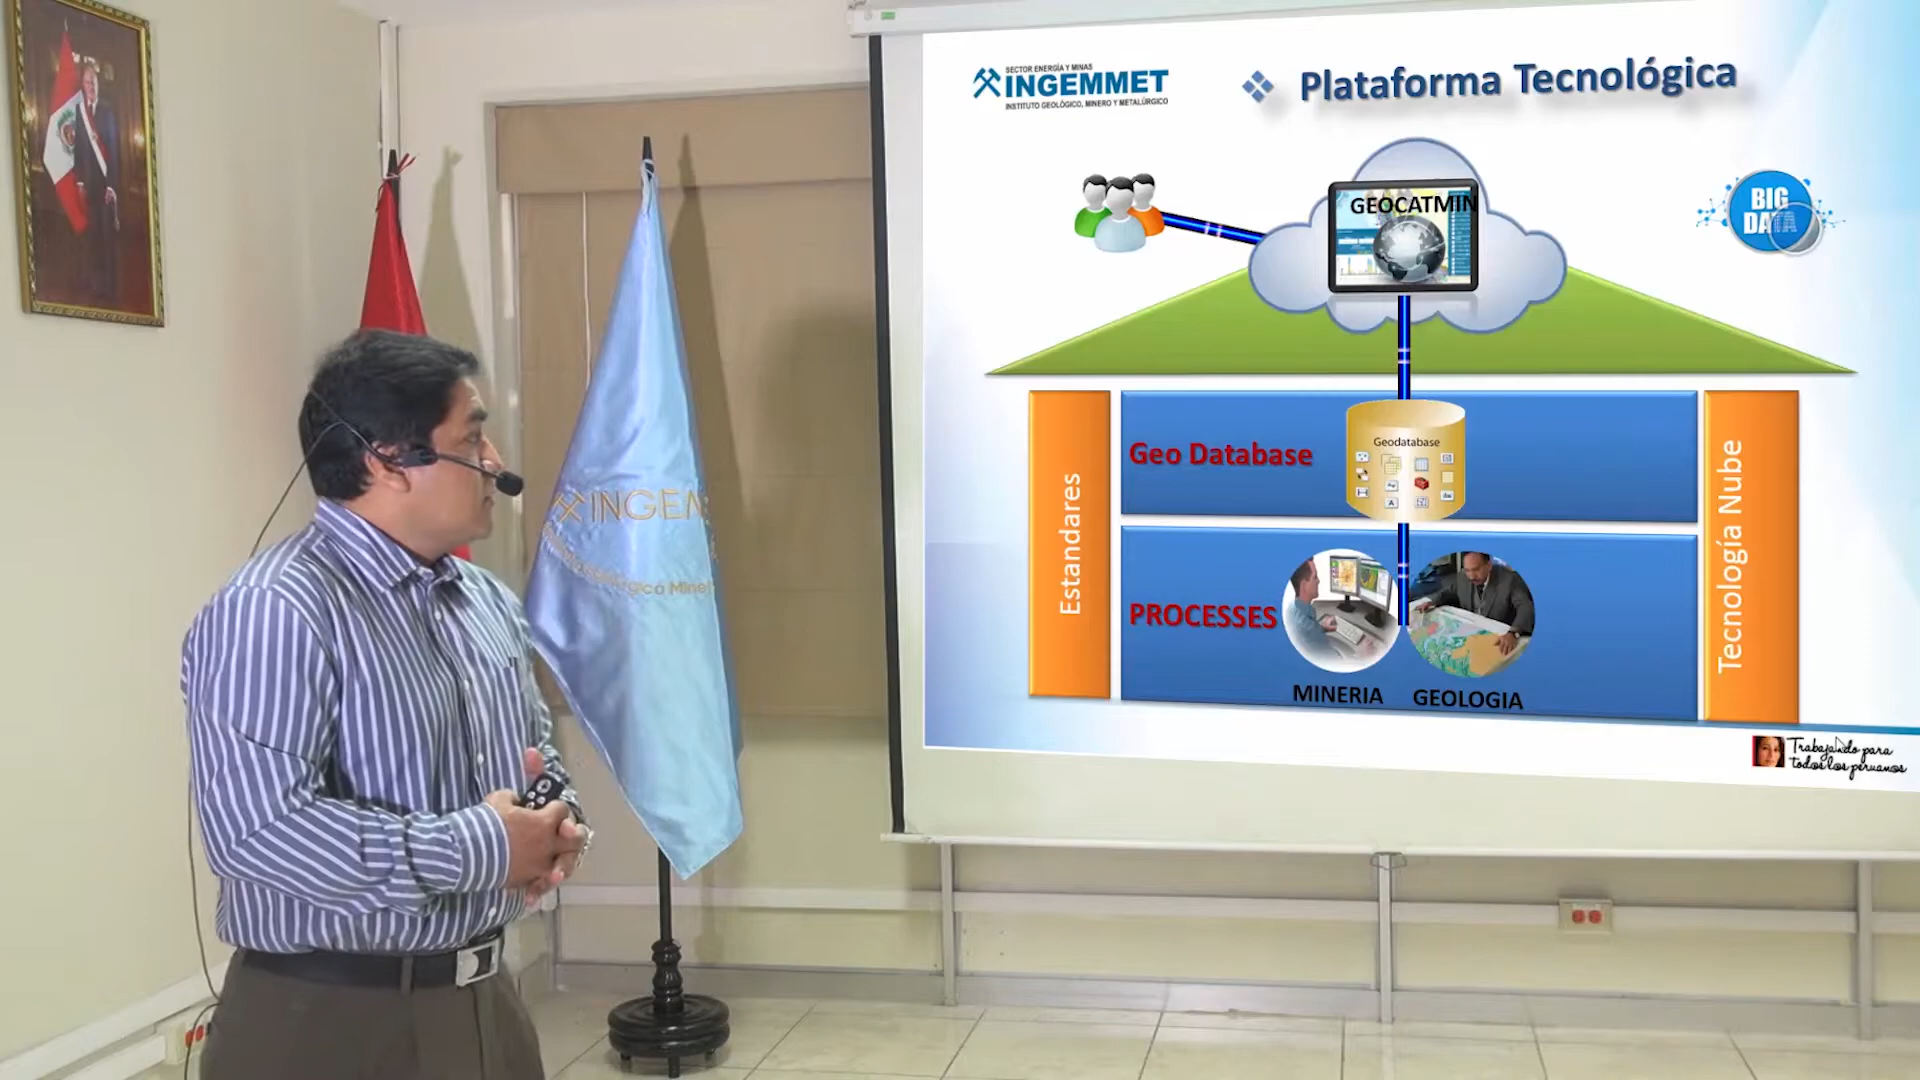 SECTOR ENERGÍA Y MINAS
INGEMMET
INSTITUTO GEOLÓGICO, MINERO Y METALÚRGICO
Plataforma Tecnológica
GEOCATMIN
BIG
DATA
Geo Database
Geodatabase
Estandares
Tecnología Nube
PROCESSES
MINERIA
GEOLOGIA
Trabajando para
todos los peruanos
INGEM